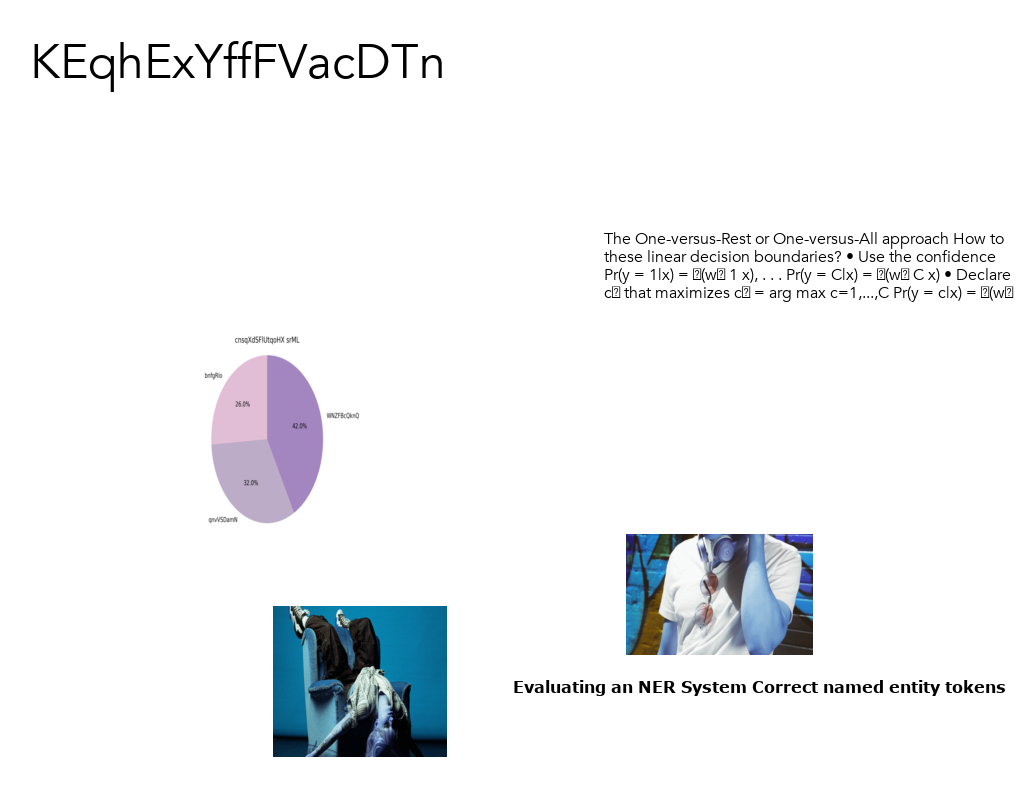 KEqhExYffFVacDTn
The One-versus-Rest or One-versus-All approach How to
these linear decision boundaries? • Use the confidence
Pr(y = 1|x) = (w 1 x), . . . Pr(y = C|x) = (w C x) • Declare
c that maximizes c = arg max c=1,...,C Pr(y = c|x) = (w
cnsqXdSFlUtqoHX srML
bnfgRio
26.0%
WNZFBcQknQ
42.0%
32.0%
qnvVSDamN
Evaluating an NER System Correct named entity tokens